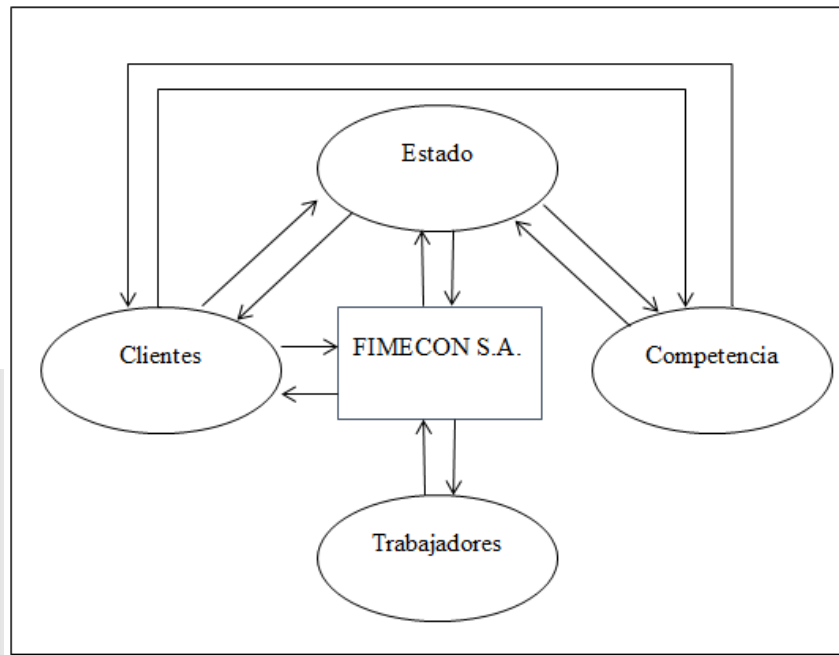 Estado
Clientes
FIMECON S.A.
Competencia
Trabajadores